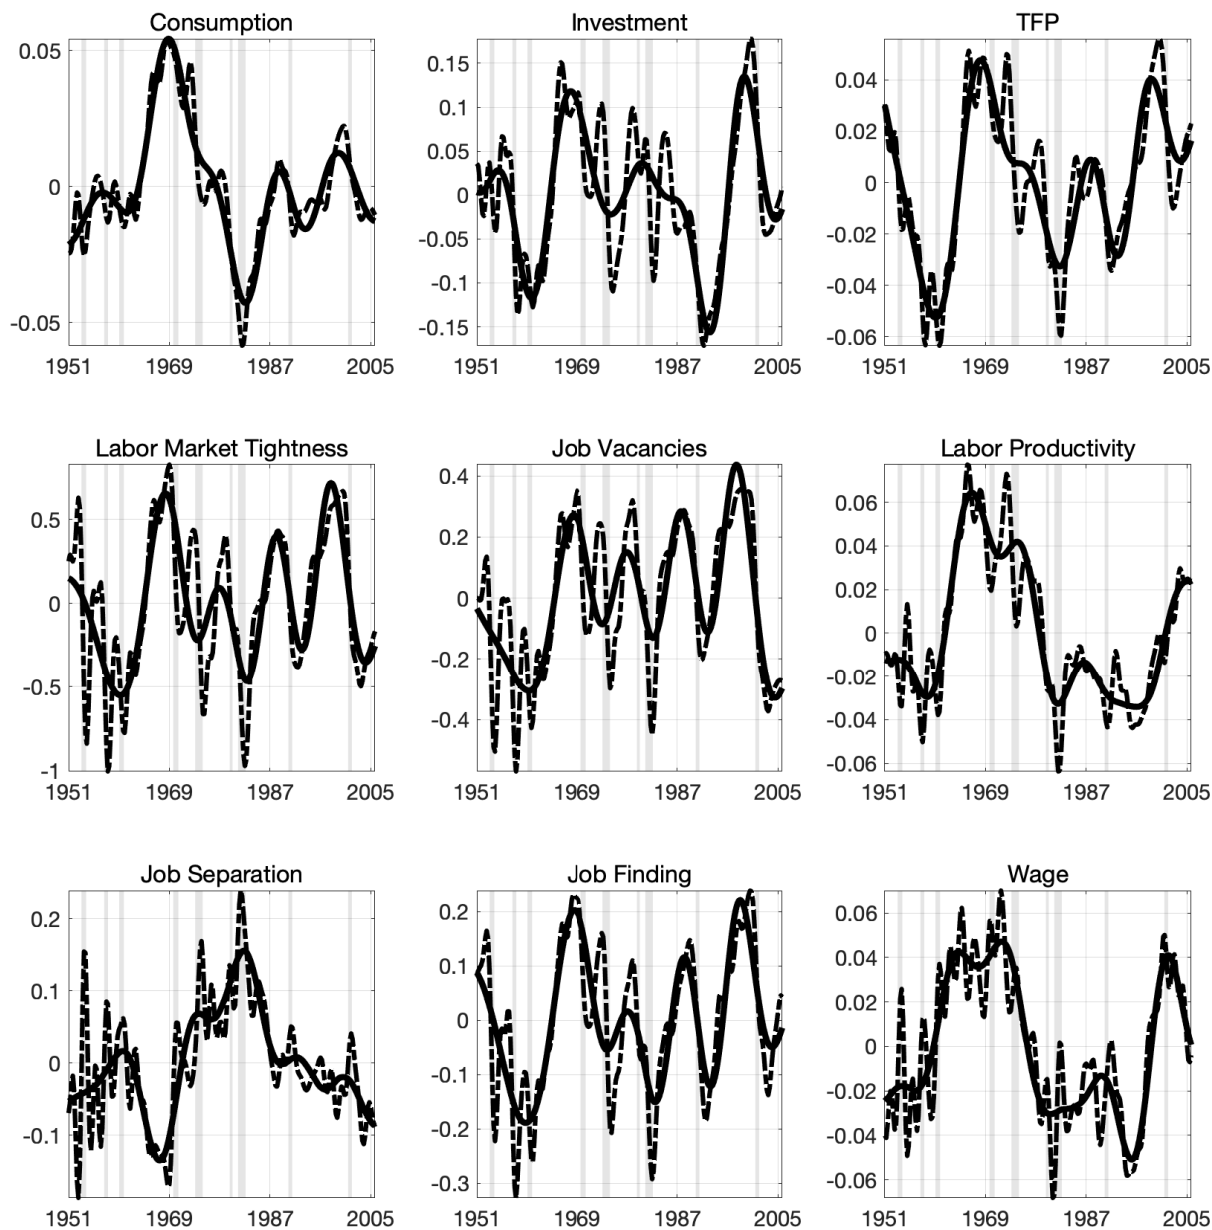 Consumption
0.05
0
-0.05
1951 1969 1987 2005
Investment
0.15
0.1
0.05
0
-0.05
-0.1
-0.15
1951 1969 1987 2005
TFP
0.04
0.02
0
-0.02
-0.04
-0.06
1951 1969 1987 2005
Labor Market Tightness
0.5
0
-0.5
-1
1951 1969 1987 2005
Job Vacancies
0.4
0.2
0
-0.2
-0.4
1951 1969 1987 2005
Labor Productivity
0.06
0.04
0.02
0
-0.02
-0.04
-0.06
1951 1969 1987 2005
Job Separation
0.2
0.1
0
-0.1
1951 1969 1987 2005
Job Finding
0.2
0.1
0
-0.1
-0.2
-0.3
1951 1969 1987 2005
Wage
0.06
0.04
0.02
0
-0.02
-0.04
-0.06
1951 1969 1987 2005